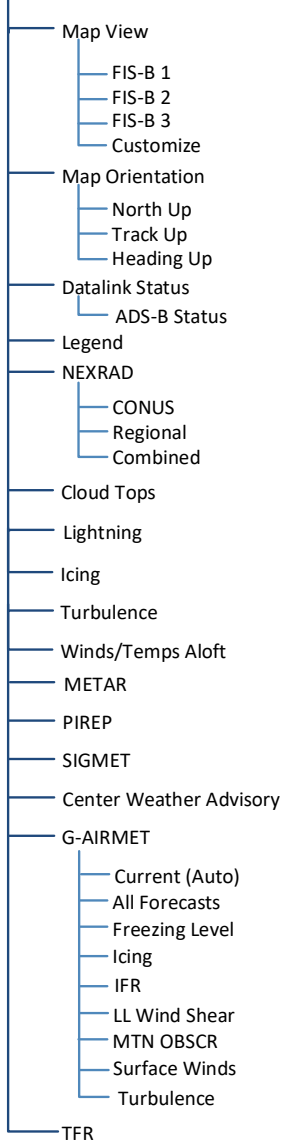 Map View
FIS-B 1
FIS-B 2
FIS-B 3
Customize
Map Orientation
North Up
Track Up
Heading Up
Datalink Status
ADS-B Status
Legend
NEXRAD
CONUS
Regional
Combined
Cloud Tops
Lightning
Icing
Turbulence
Winds/Temps Aloft
METAR
PIREP
SIGMET
Center Weather Advisory
G-AIRMET
Current (Auto)
All Forecasts
Freezing Level
Icing
IFR
LL Wind Shear
MTN OBSCR
Surface Winds
Turbulence
TFR